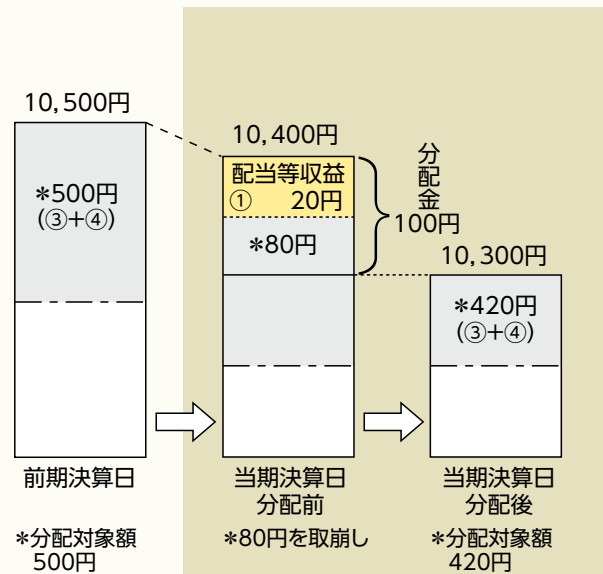 10,500円
*500円
(③+④)
前期決算日
*分配対象額
500円
10,400円
配当等収益
① 20円
*80円
分配金
100円
当期決算日
分配前
*80円を取崩し
10,300円
*420円
(③+④)
当期決算日
分配後
*分配対象額
420円